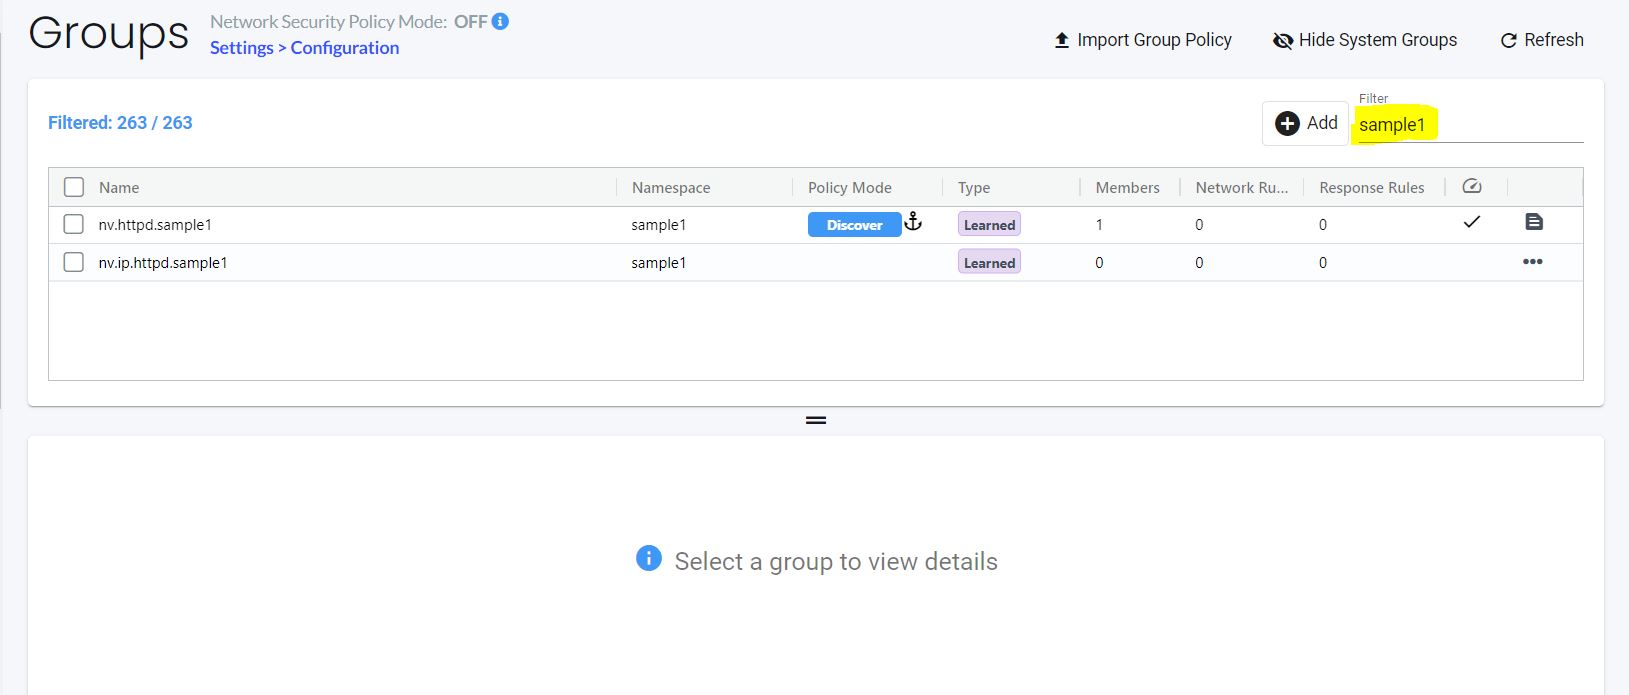 Groups
Network Security Policy Mode: OFF
Settings > Configuration
Import Group Policy
Hide System Groups
Refresh
Filtered: 263 / 263
Add
Filter
sample1
Name Namespace Policy Mode Type Members Network Ru... Response Rules
nv.httpd.sample1 sample1 Discover Learned 1 0 0
nv.ip.httpd.sample1 sample1 Learned 0 0 0
Select a group to view details